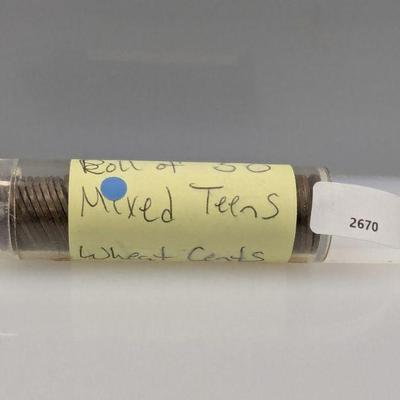 Roll of 50
Mixed Teens
Wheat Cents
2670